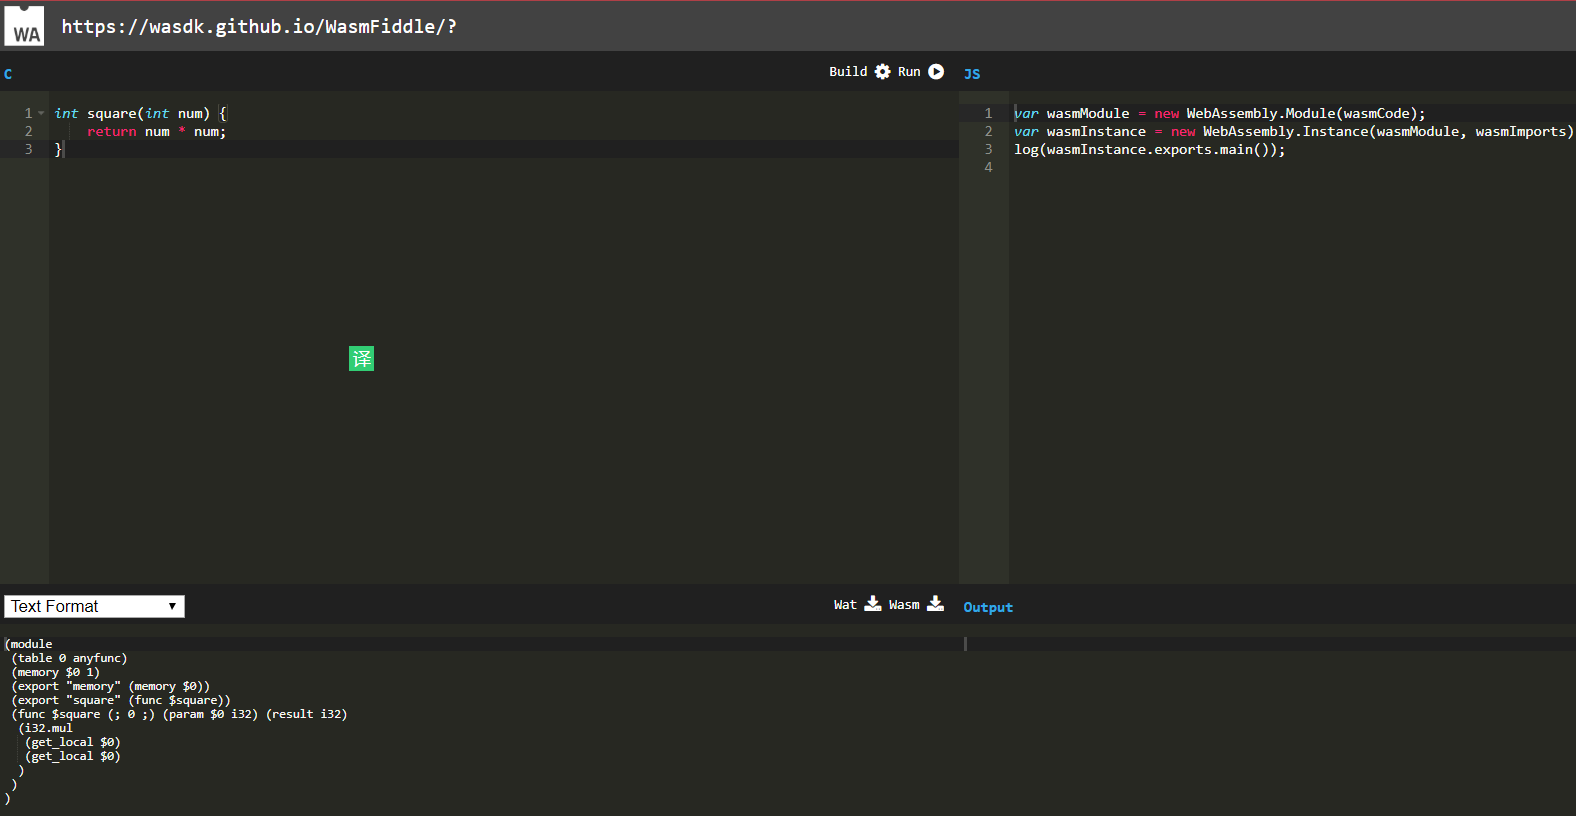 WA https://wasdk.github.io/WasmFiddle/?
C Build Run
1 int square(int num) {
2 return num * num;
3 }
译
JS
1 var wasmModule = new WebAssembly.Module(wasmCode);
2 var wasmInstance = new WebAssembly.Instance(wasmModule, wasmImports)
3 log(wasmInstance.exports.main());
4
Text Format Wat Wasm
(module
(table 0 anyfunc)
(memory $0 1)
(export "memory" (memory $0))
(export "square" (func $square))
(func $square (; 0 ;) (param $0 i32) (result i32)
(i32.mul
(get_local $0)
(get_local $0)
)
)
)
Output